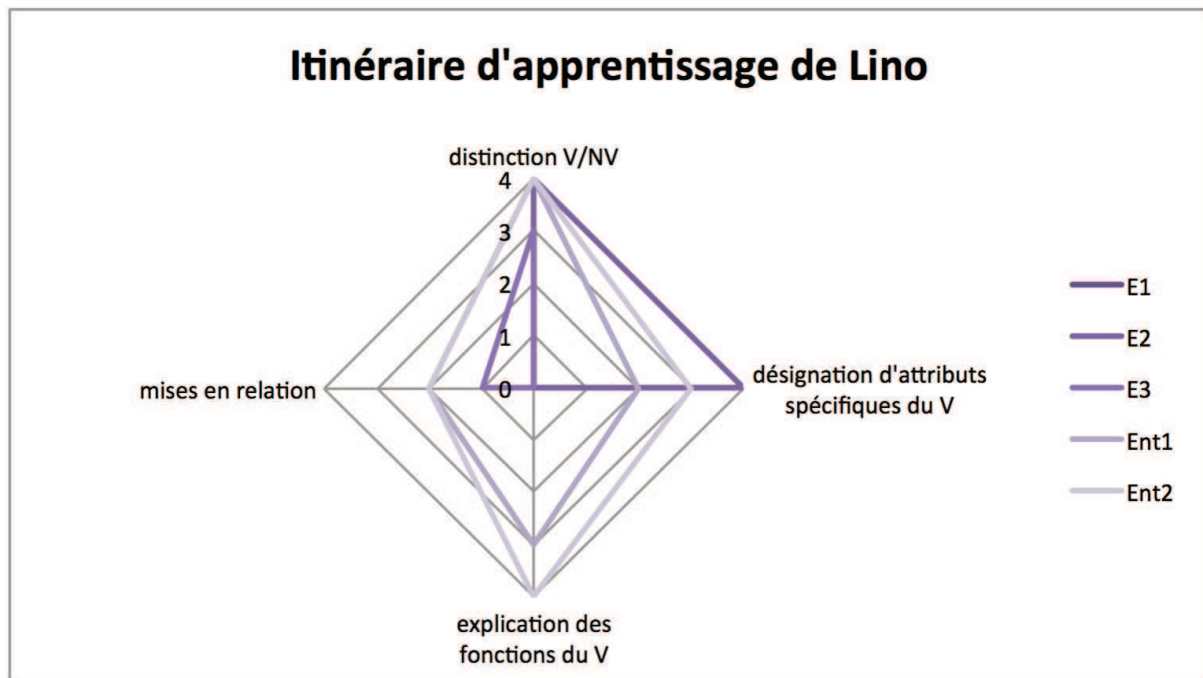 Itinéraire d'apprentissage de Lino
distinction V/NV
4
3
2
1
0
mises en relation
désignation d'attributs
spécifiques du V
explication des
fonctions du V
E1
E2
E3
Ent1
Ent2